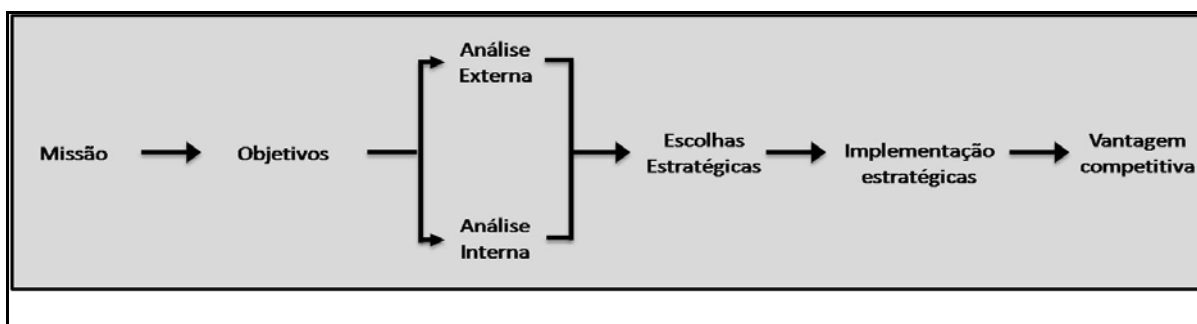 Missão
Objetivos
Análise
Externa
Análise
Interna
Escolhas
Estratégicas
Implementação
estratégicas
Vantagem
competitiva